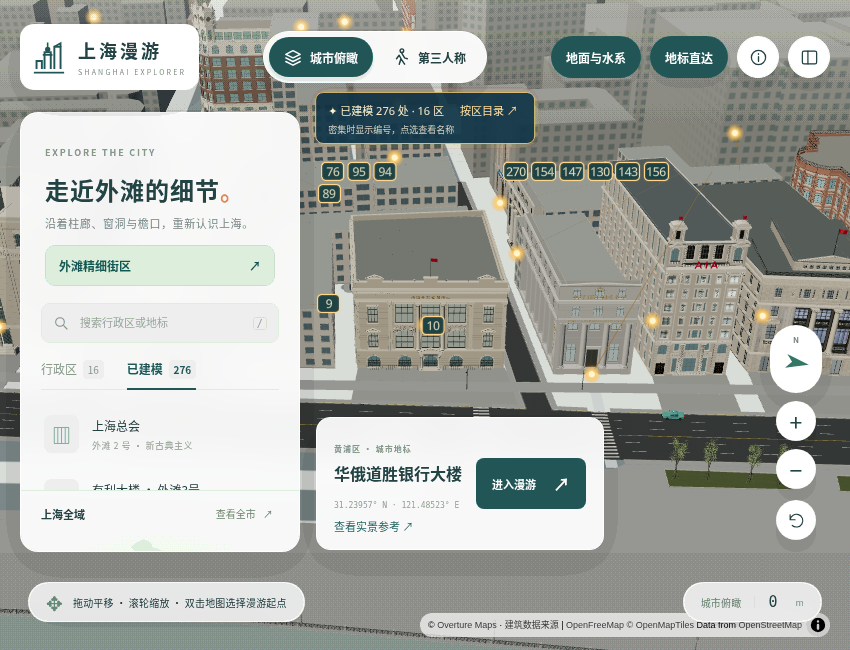 上海漫游
SHANGHAI EXPLORER
城市俯瞰
第三人称
地面与水系
地标直达
✦ 已建模 276 处 · 16 区 按区目录 ↗
密集时显示编号，点选查看名称
EXPLORE THE CITY
走近外滩的细节。
沿着柱廊、窗洞与檐口，重新认识上海。
外滩精细街区 ↗
搜索行政区或地标 /
行政区 16
已建模 276
上海总会
外滩 2 号 · 新古典主义
有利大楼 · 外滩3号
上海全域
查看全市 ↗
76 95 94
89
270 154 147 130 143 156
9
10
AIA
N
+
−
黄浦区 · 城市地标
华俄道胜银行大楼
31.23957° N · 121.48523° E
查看实景参考 ↗
进入漫游 ↗
拖动平移 · 滚轮缩放 · 双击地图选择漫游起点
城市俯瞰 0 m
© Overture Maps · 建筑数据来源 | OpenFreeMap © OpenMapTiles Data from OpenStreetMap